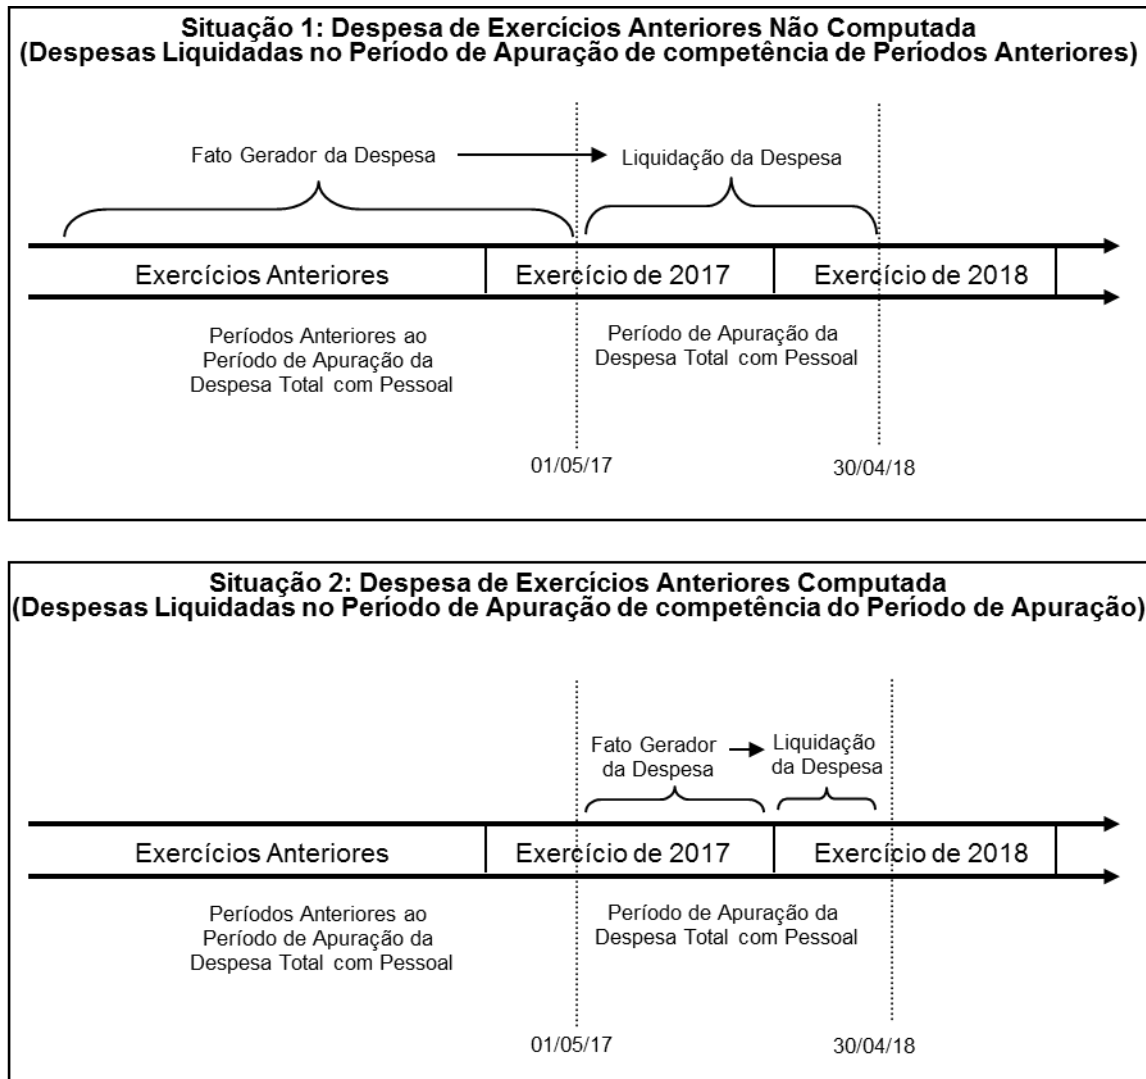 Situação 1: Despesa de Exercícios Anteriores Não Computada
(Despesas Liquidadas no Período de Apuração de competência de Períodos Anteriores)
Fato Gerador da Despesa
Liquidação da Despesa
Exercícios Anteriores
Exercício de 2017
Exercício de 2018
Períodos Anteriores ao
Período de Apuração da
Despesa Total com Pessoal
Período de Apuração da
Despesa Total com Pessoal
01/05/17
30/04/18
Situação 2: Despesa de Exercícios Anteriores Computada
(Despesas Liquidadas no Período de Apuração de competência do Período de Apuração)
Fato Gerador
da Despesa
Liquidação
da Despesa
Exercícios Anteriores
Exercício de 2017
Exercício de 2018
Períodos Anteriores ao
Período de Apuração da
Despesa Total com Pessoal
Período de Apuração da
Despesa Total com Pessoal
01/05/17
30/04/18